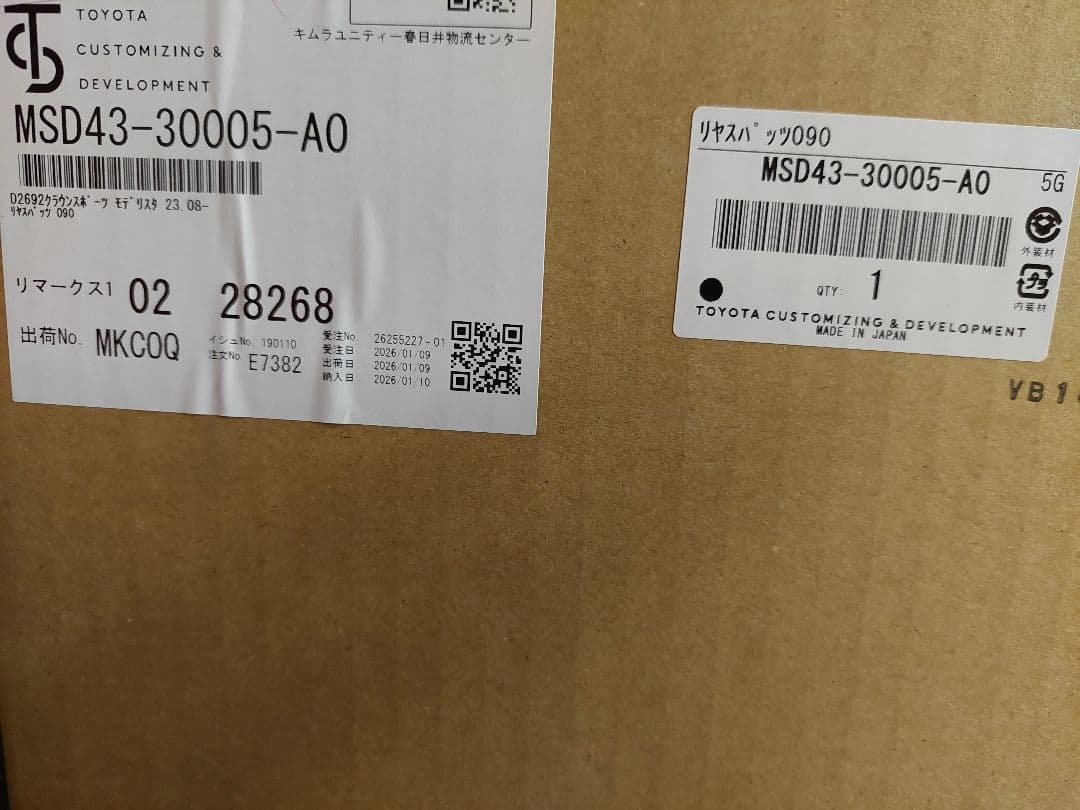 TOYOTA
CUSTOMIZING &
DEVELOPMENT
キムラユニティー春日井物流センター
MSD43-30005-A0
D2692クラウンスポーツ モデリスタ 23.08-
リヤスパッツ 090
リマークス1 02 28268
出荷No. MKC0Q
イシュNo. 190110
注文No E7382
受注No 26255227-01
受注日 2026/01/09
出荷日 2026/01/09
納入日 2026/01/10
リヤスパッツ090
MSD43-30005-A0 5G
外装材
QTY: 1
内装材
TOYOTA CUSTOMIZING & DEVELOPMENT
MADE IN JAPAN